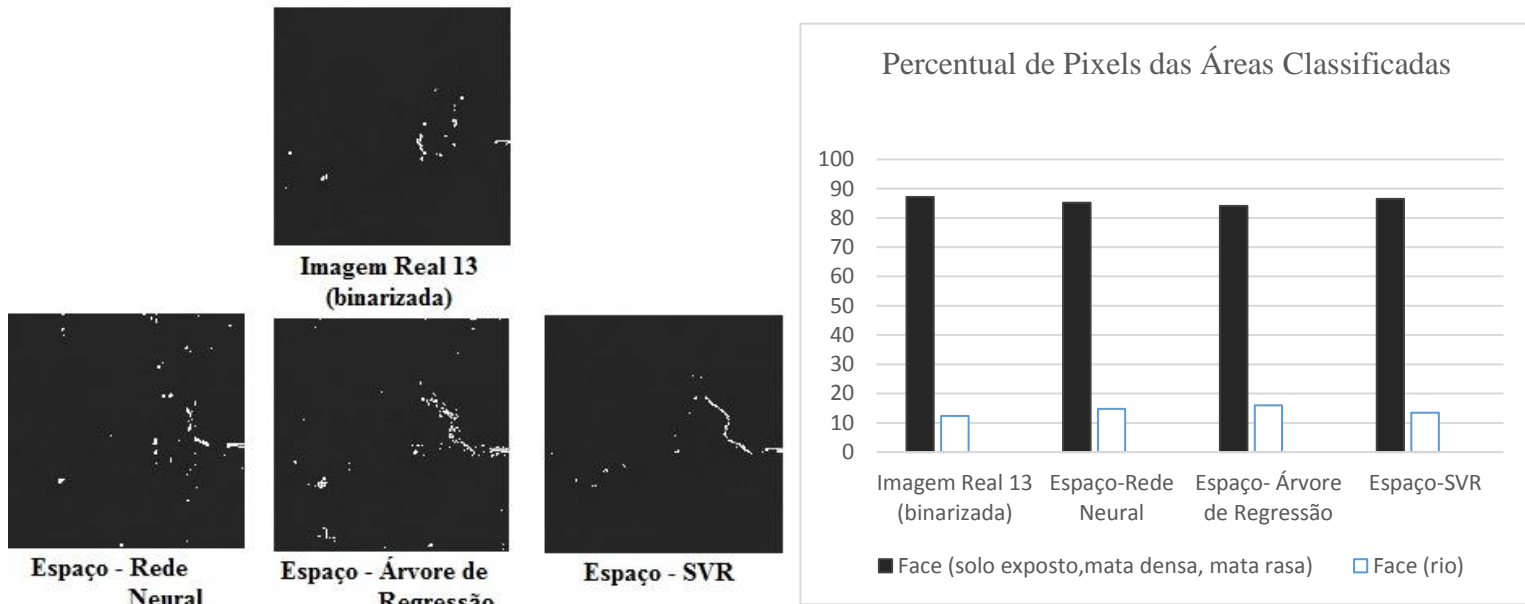 Imagem Real 13
(binarizada)
Espaço - Rede
Neural
Espaço - Árvore de
Regressão
Espaço - SVR
Percentual de Pixels das Áreas Classificadas
100
90
80
70
60
50
40
30
20
10
0
Imagem Real 13
(binarizada)
Espaço-Rede
Neural
Espaço- Árvore
de Regressão
Espaço-SVR
Face (solo exposto,mata densa, mata rasa)
Face (rio)